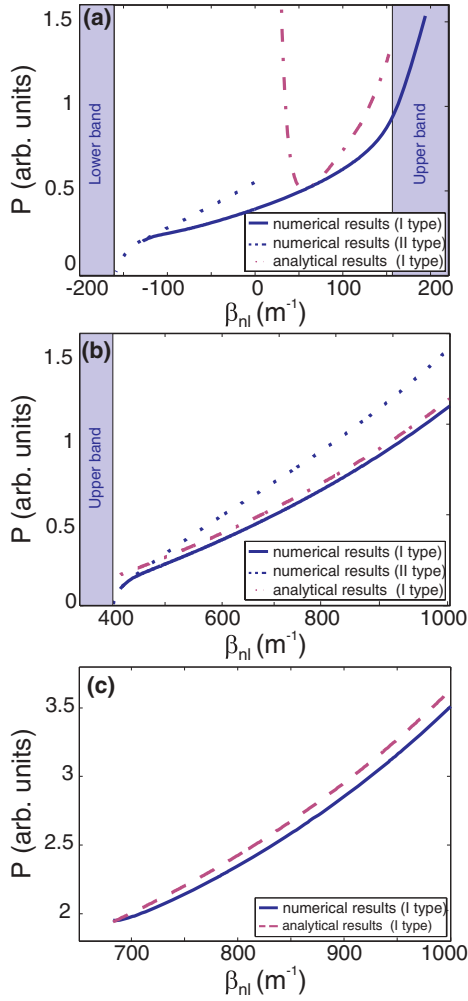 (a)
P (arb. units)
1.5
1
0.5
0
Lower band
Upper band
numerical results (I type)
numerical results (II type)
analytical results (I type)
-200 -100 0 100 200
βnl (m-1)
(b)
P (arb. units)
1.5
1
0.5
0
Upper band
numerical results (I type)
numerical results (II type)
analytical results (I type)
400 600 800 1000
βnl (m-1)
(c)
P (arb. units)
3.5
3
2.5
2
numerical results (I type)
analytical results (I type)
700 800 900 1000
βnl (m-1)